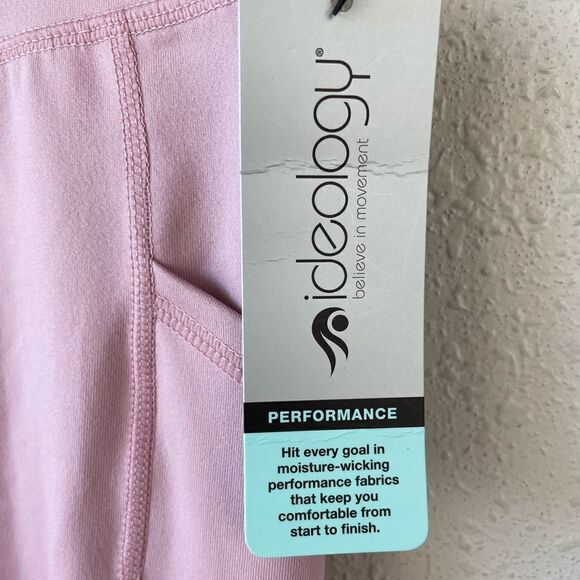 ideology®
believe in movement
PERFORMANCE
Hit every goal in
moisture-wicking
performance fabrics
that keep you
comfortable from
start to finish.